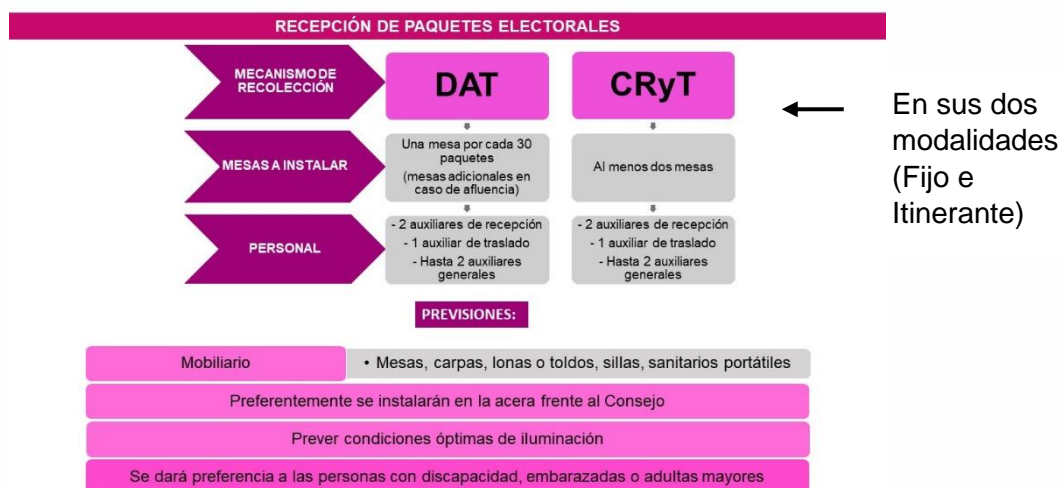 RECEPCIÓN DE PAQUETES ELECTORALES
MECANISMO DE
RECOLECCIÓN
DAT
CRyT
En sus dos
modalidades
(Fijo e
Itinerante)
MESAS A INSTALAR
Una mesa por cada 30
paquetes
(mesas adicionales en
caso de afluencia)
Al menos dos mesas
PERSONAL
- 2 auxiliares de recepción
- 1 auxiliar de traslado
- Hasta 2 auxiliares
generales
- 2 auxiliares de recepción
- 1 auxiliar de traslado
- Hasta 2 auxiliares
generales
PREVISIONES:
Mobiliario
• Mesas, carpas, lonas o toldos, sillas, sanitarios portátiles
Preferentemente se instalarán en la acera frente al Consejo
Prever condiciones óptimas de iluminación
Se dará preferencia a las personas con discapacidad, embarazadas o adultas mayores